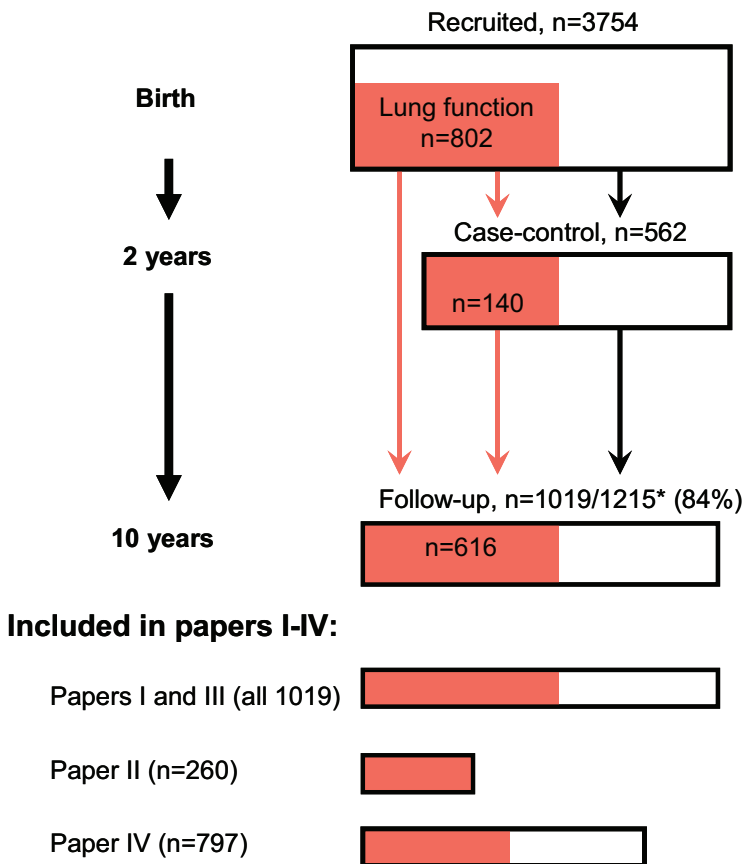 Recruited, n=3754
Birth
Lung function
n=802
Case-control, n=562
2 years
n=140
Follow-up, n=1019/1215* (84%)
10 years
n=616
Included in papers I-IV:
Papers I and III (all 1019)
Paper II (n=260)
Paper IV (n=797)